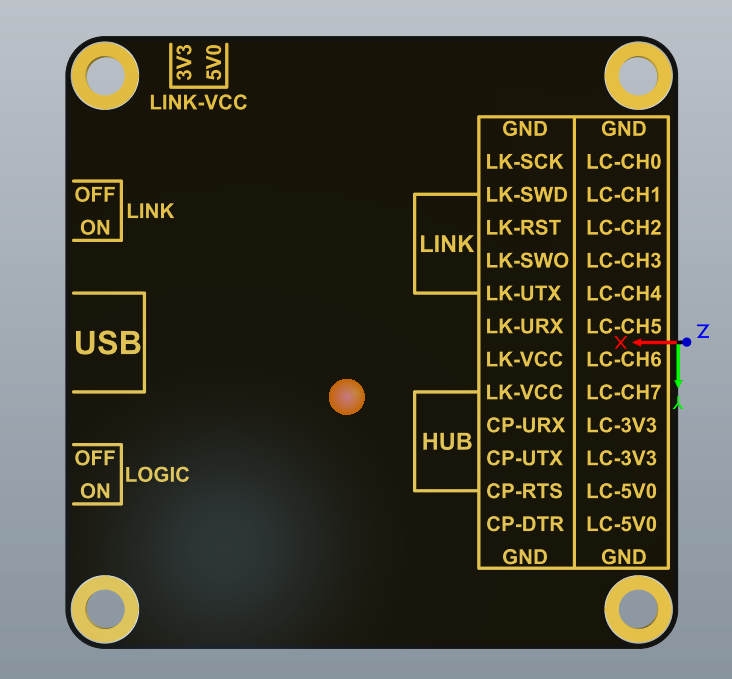 3V3
5V0
LINK-VCC
OFF
ON
LINK
USB
OFF
ON
LOGIC
LINK
HUB
GND GND
LK-SCK LC-CH0
LK-SWD LC-CH1
LK-RST LC-CH2
LK-SWO LC-CH3
LK-UTX LC-CH4
LK-URX LC-CH5
LK-VCC LC-CH6
LK-VCC LC-CH7
CP-URX LC-3V3
CP-UTX LC-3V3
CP-RTS LC-5V0
CP-DTR LC-5V0
GND GND
X
Y
Z